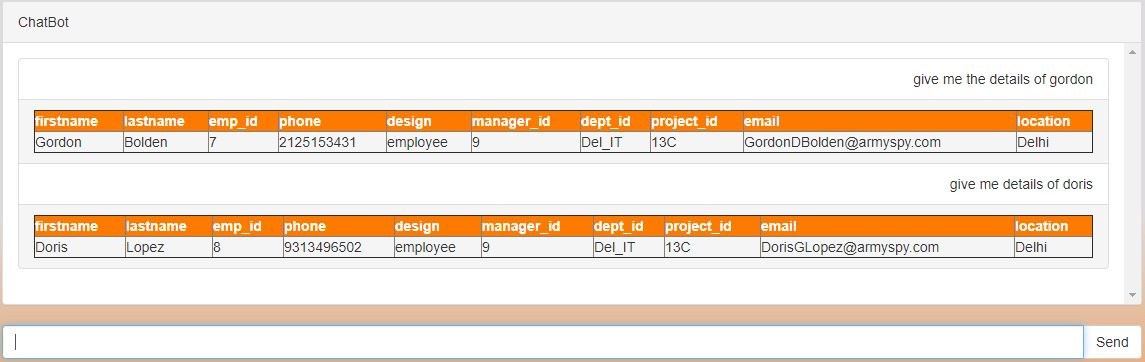 ChatBot
give me the details of gordon
firstname lastname emp_id phone design manager_id dept_id project_id email location
Gordon Bolden 7 2125153431 employee 9 Del_IT 13C GordonDBolden@armyspy.com Delhi
give me details of doris
firstname lastname emp_id phone design manager_id dept_id project_id email location
Doris Lopez 8 9313496502 employee 9 Del_IT 13C DorisGLopez@armyspy.com Delhi
Send